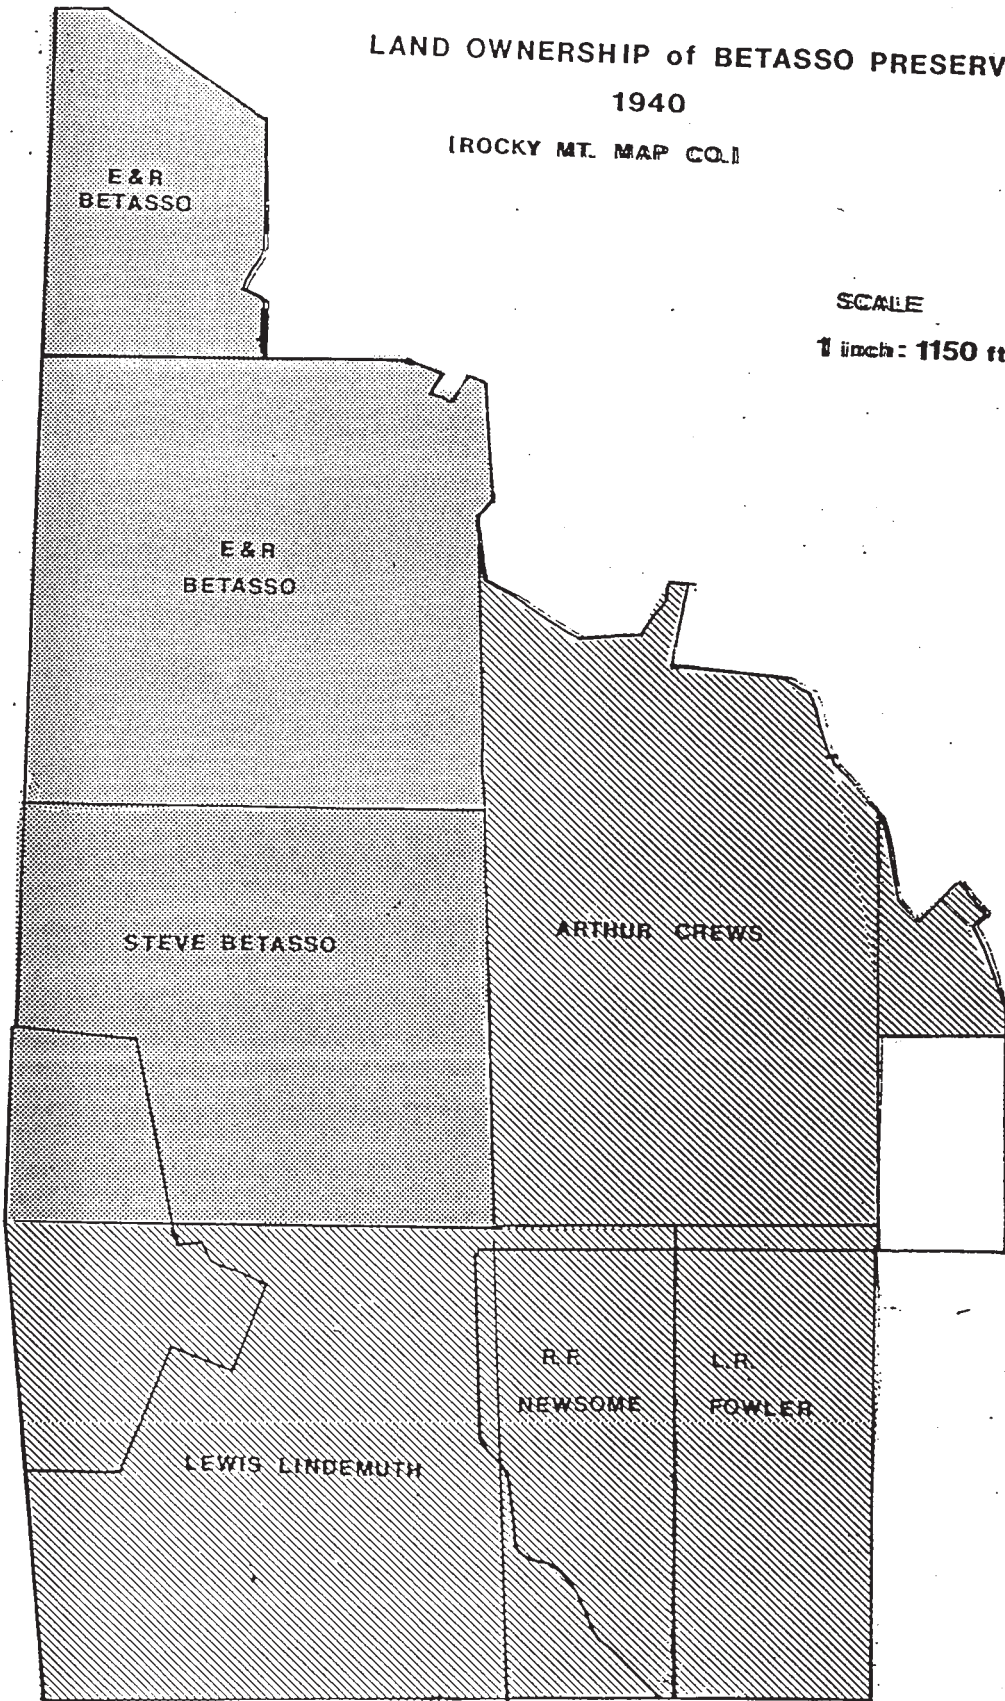 LAND OWNERSHIP of BETASSO PRESERV
1940
[ROCKY MT. MAP CO.]
E & R
BETASSO
SCALE
1 inch = 1150 ft
E & R
BETASSO
STEVE BETASSO
ARTHUR CREWS
R.F.
NEWSOME
L.R.
FOWLER
LEWIS LINDEMUTH